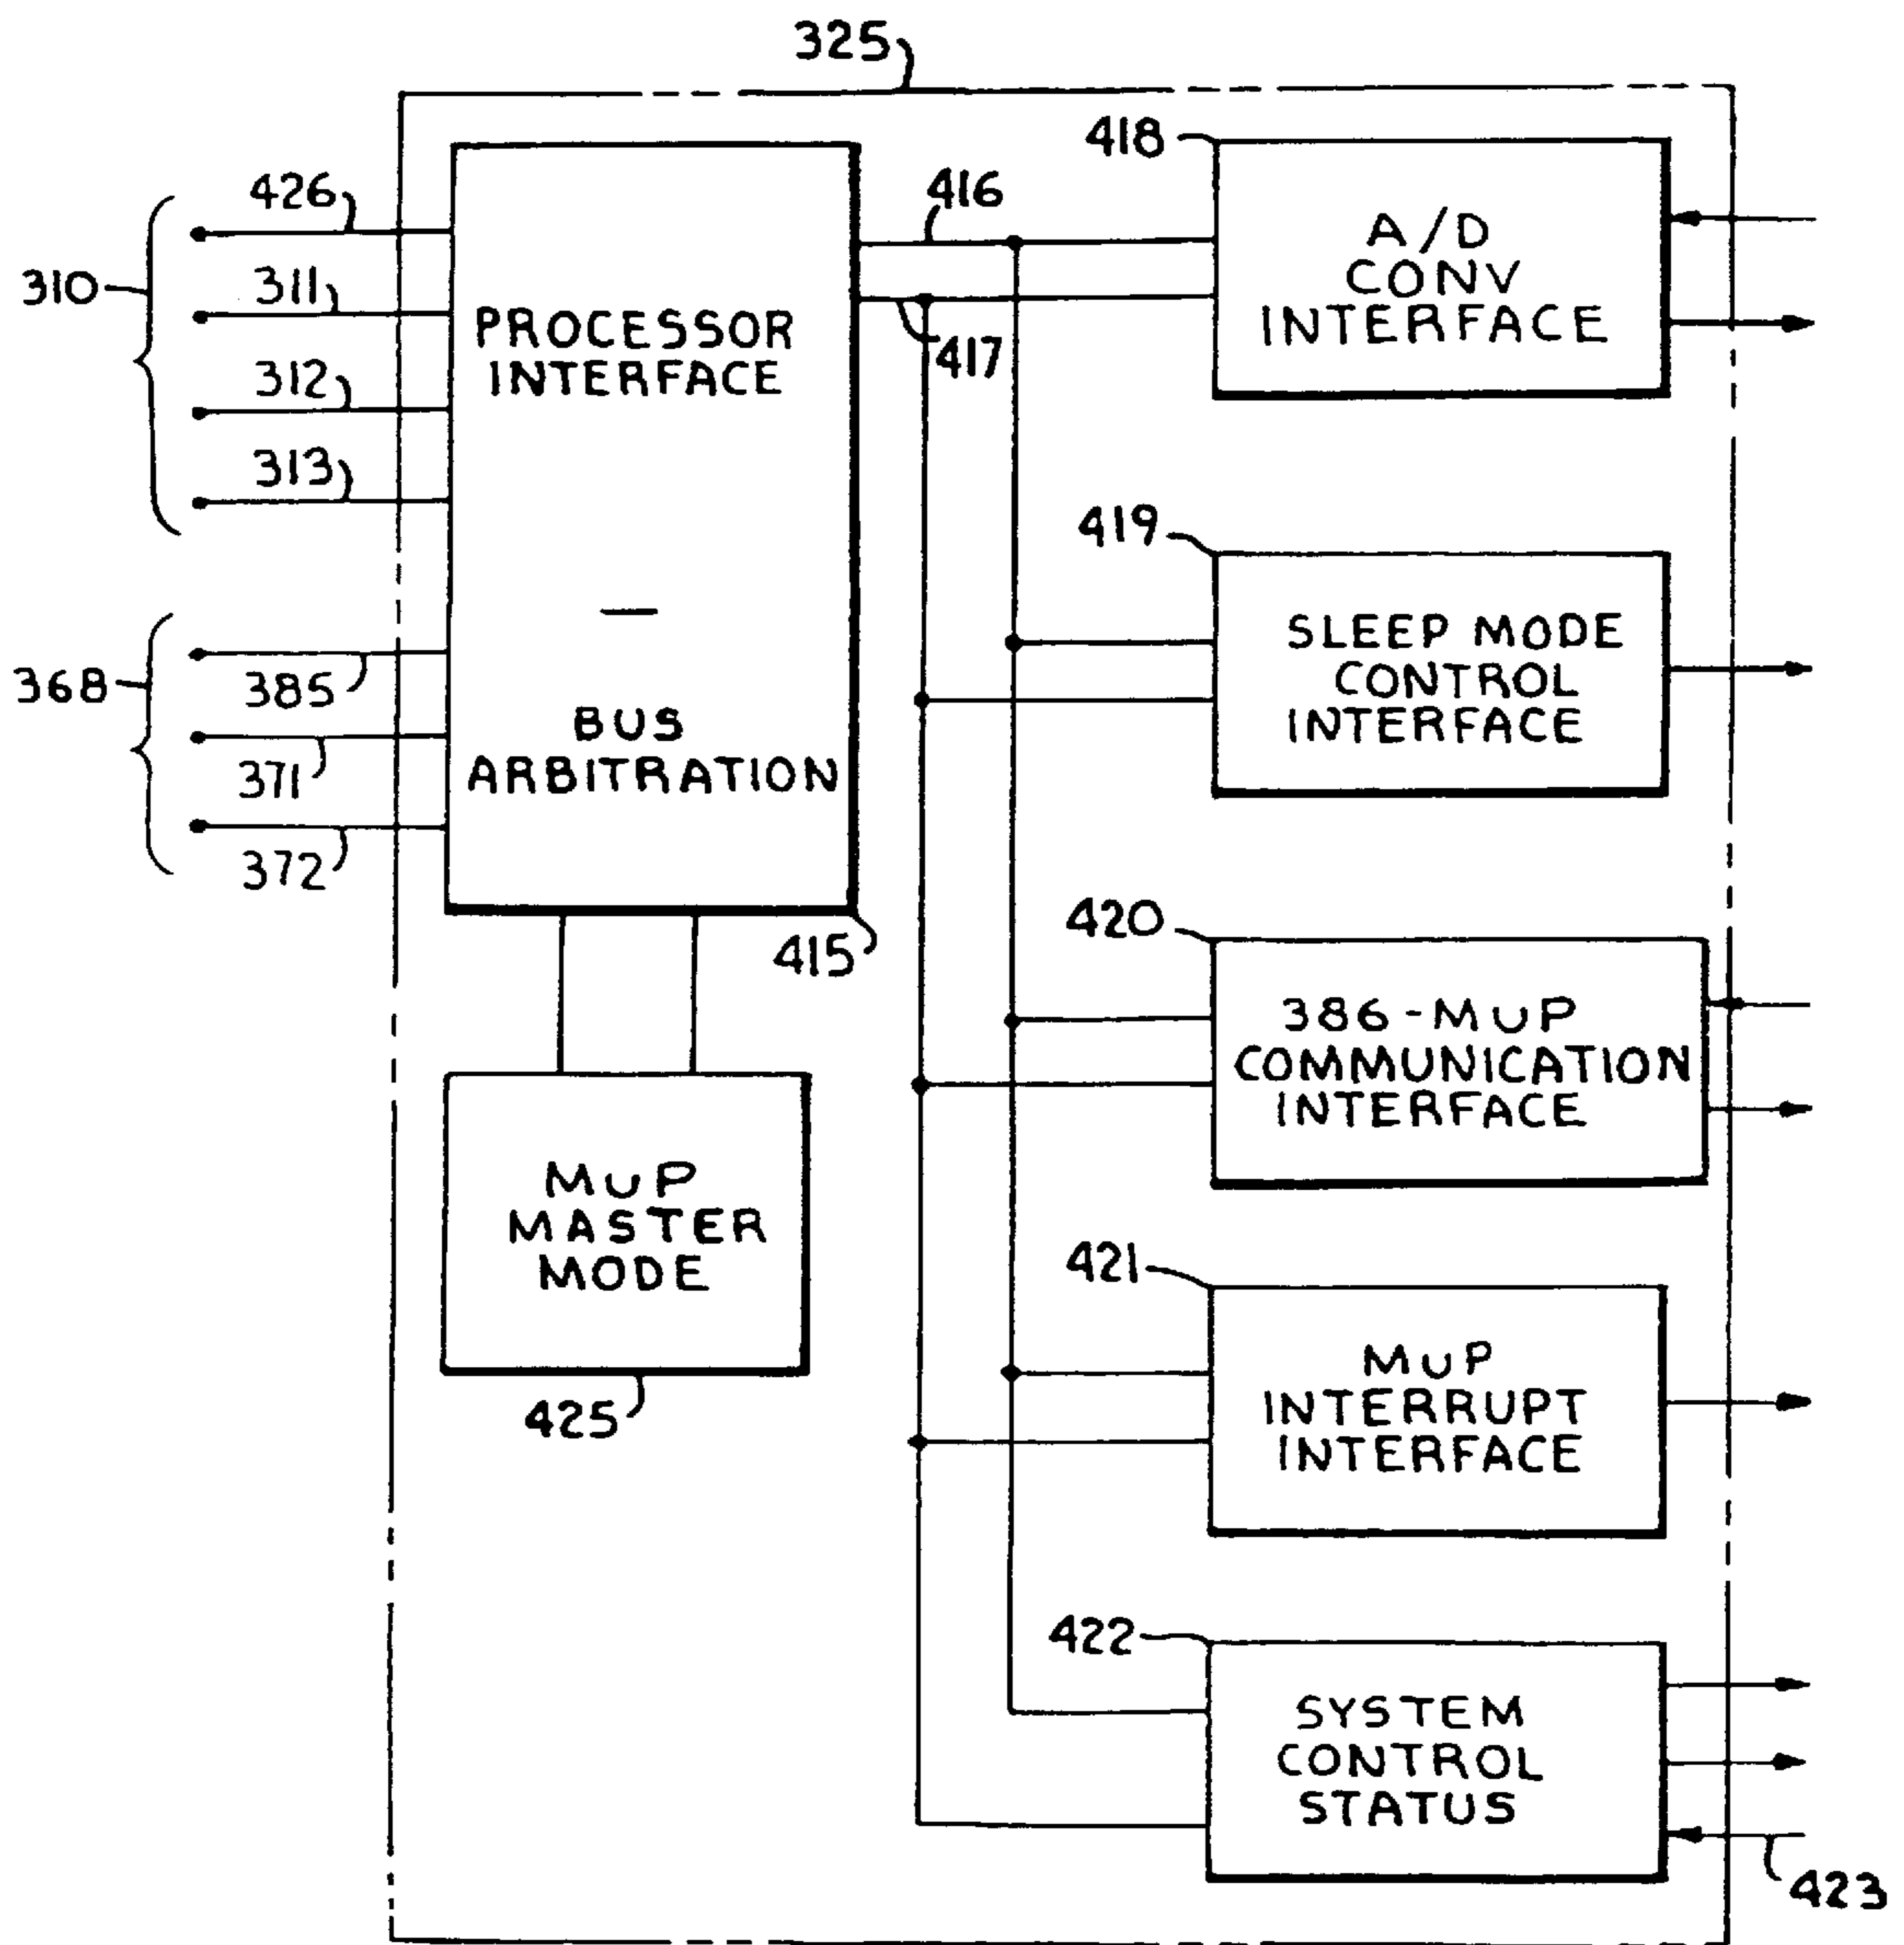 325
418
426
416
A/D
CONV
INTERFACE
310
311
PROCESSOR
INTERFACE
417
312
313
419
SLEEP MODE
CONTROL
INTERFACE
368
385
BUS
ARBITRATION
371
372
415
420
386-MUP
COMMUNICATION
INTERFACE
MUP
MASTER
MODE
425
421
MUP
INTERRUPT
INTERFACE
422
SYSTEM
CONTROL
STATUS
423